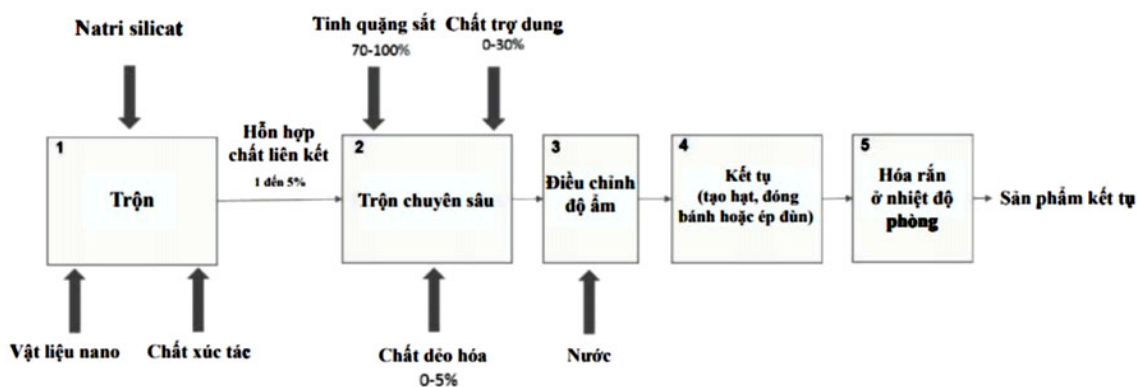 Natri silicat
Tinh quặng sắt
70-100%
Chất trợ dung
0-30%
1
Trộn
Hỗn hợp
chất liên kết
1 đến 5%
2
Trộn chuyên sâu
3
Điều chỉnh
độ ẩm
4
Kết tụ
(tạo hạt, đóng
bánh hoặc ép đùn)
5
Hóa rắn
ở nhiệt độ
phòng
Sản phẩm kết tụ
Vật liệu nano
Chất xúc tác
Chất dẻo hóa
0-5%
Nước